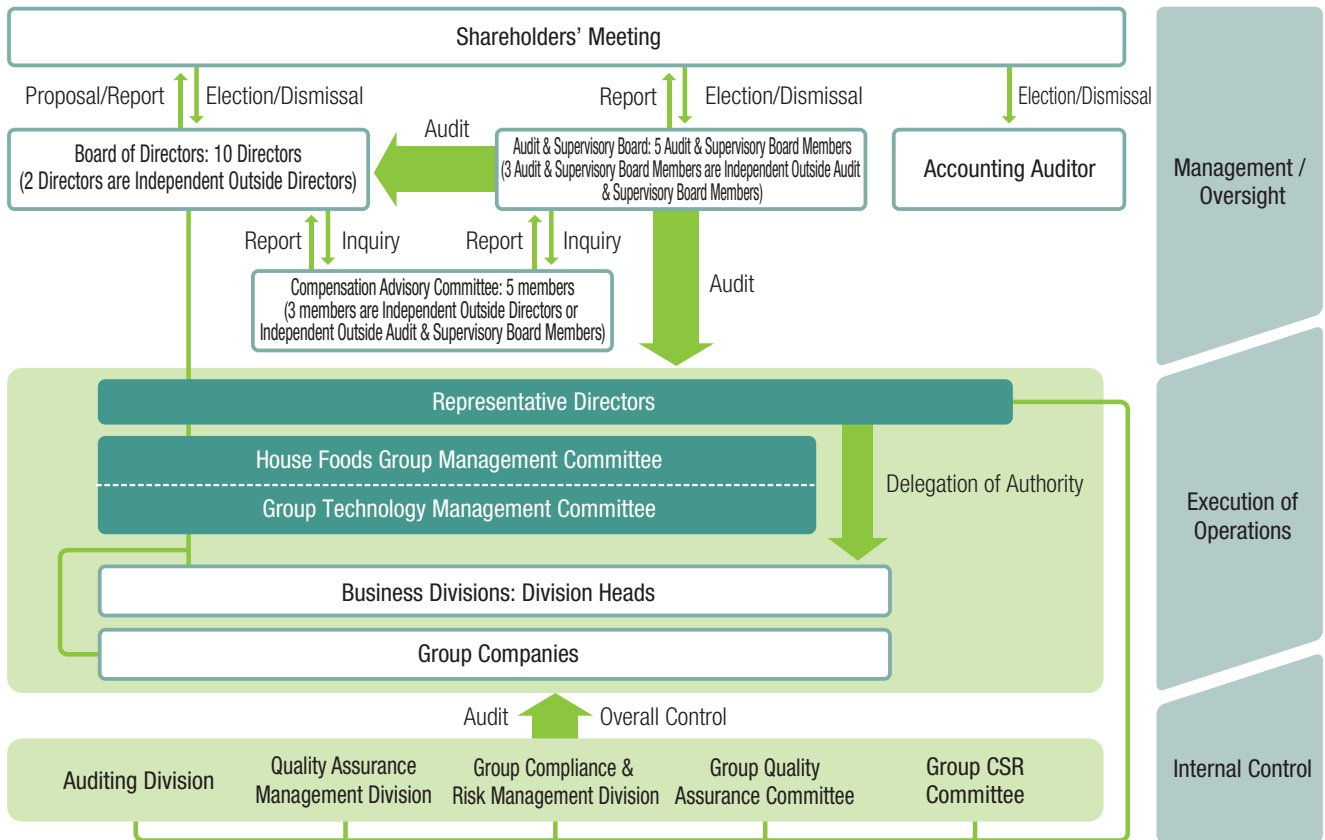 Shareholders' Meeting
Proposal/Report
Election/Dismissal
Report
Election/Dismissal
Election/Dismissal
Audit
Board of Directors: 10 Directors
(2 Directors are Independent Outside Directors)
Audit & Supervisory Board: 5 Audit & Supervisory Board Members
(3 Audit & Supervisory Board Members are Independent Outside Audit
& Supervisory Board Members)
Accounting Auditor
Management /
Oversight
Report
Inquiry
Report
Inquiry
Audit
Compensation Advisory Committee: 5 members
(3 members are Independent Outside Directors or
Independent Outside Audit & Supervisory Board Members)
Representative Directors
House Foods Group Management Committee
Group Technology Management Committee
Delegation of Authority
Execution of
Operations
Business Divisions: Division Heads
Group Companies
Audit
Overall Control
Auditing Division
Quality Assurance
Management Division
Group Compliance &
Risk Management Division
Group Quality
Assurance Committee
Group CSR
Committee
Internal Control